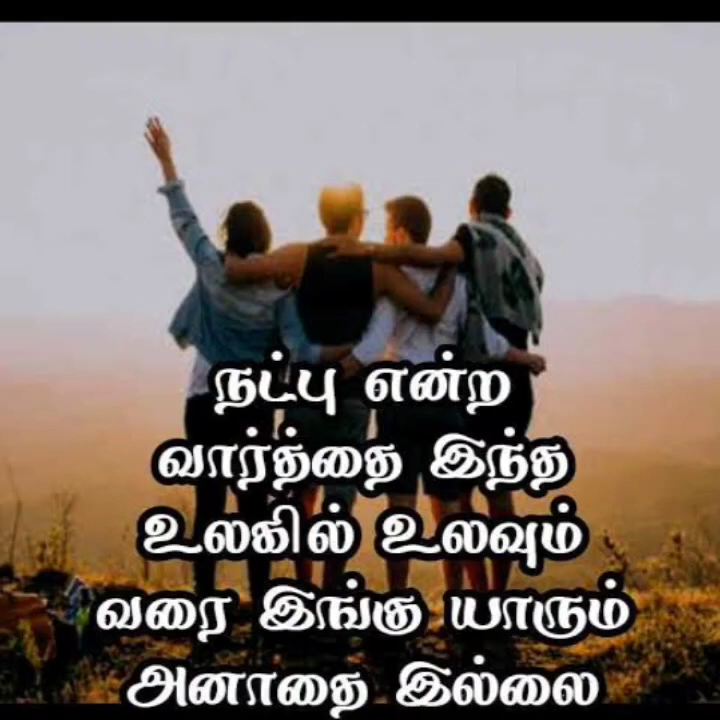 நட்பு என்ற
வார்த்தை இந்த
உலகில் உலவும்
வரை இங்கு யாரும்
அனாதை இல்லை